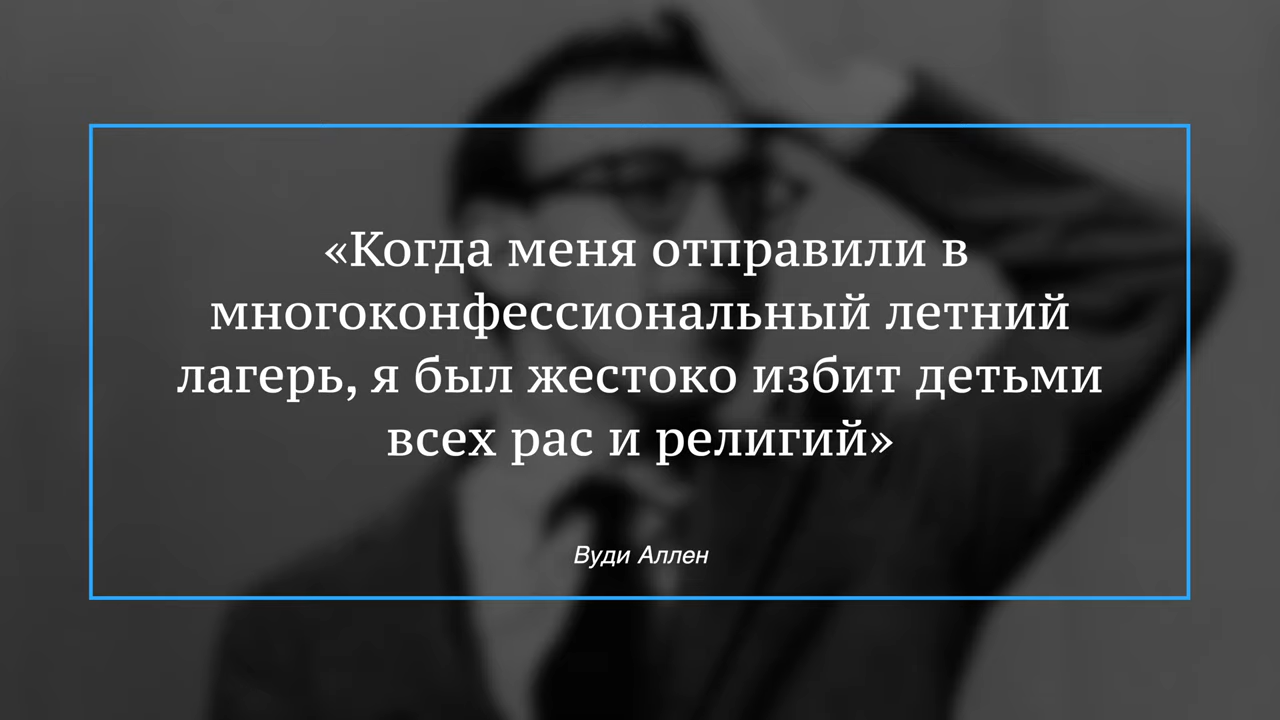 «Когда меня отправили в
многоконфессиональный летний
лагерь, я был жестоко избит детьми
всех рас и религий»
Вуди Аллен